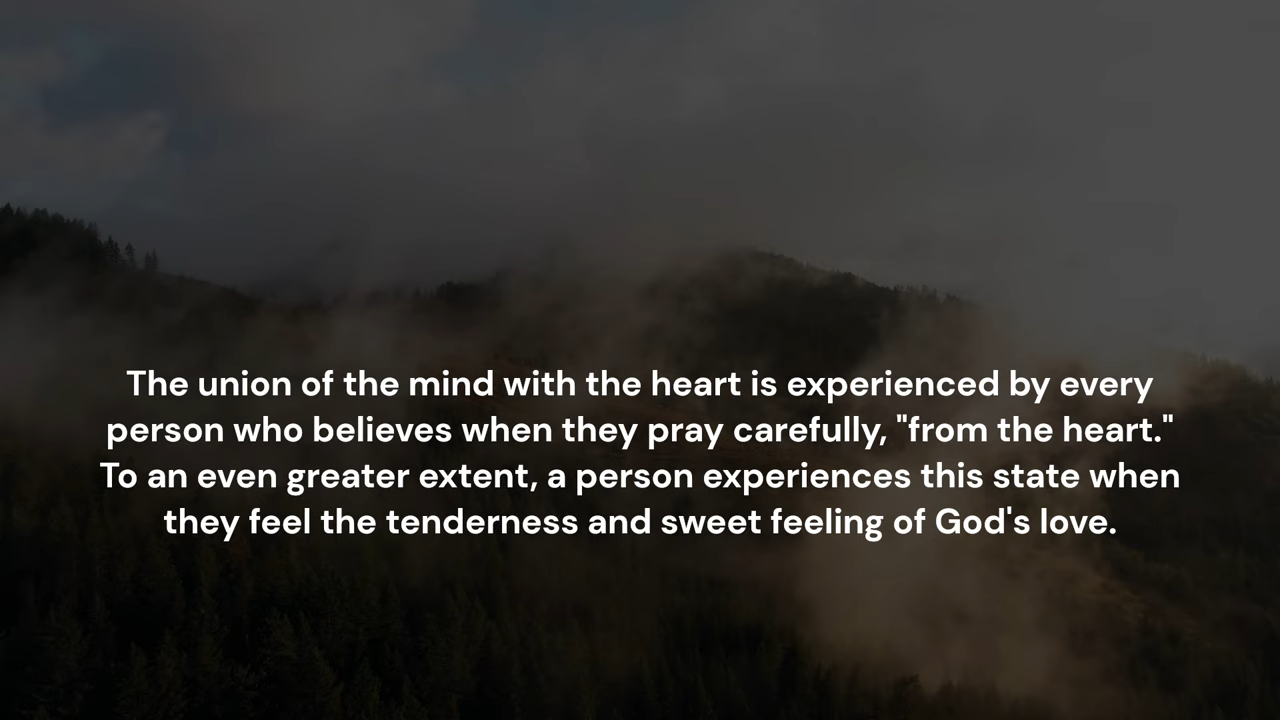 The union of the mind with the heart is experienced by every
person who believes when they pray carefully, "from the heart."
To an even greater extent, a person experiences this state when
they feel the tenderness and sweet feeling of God's love.